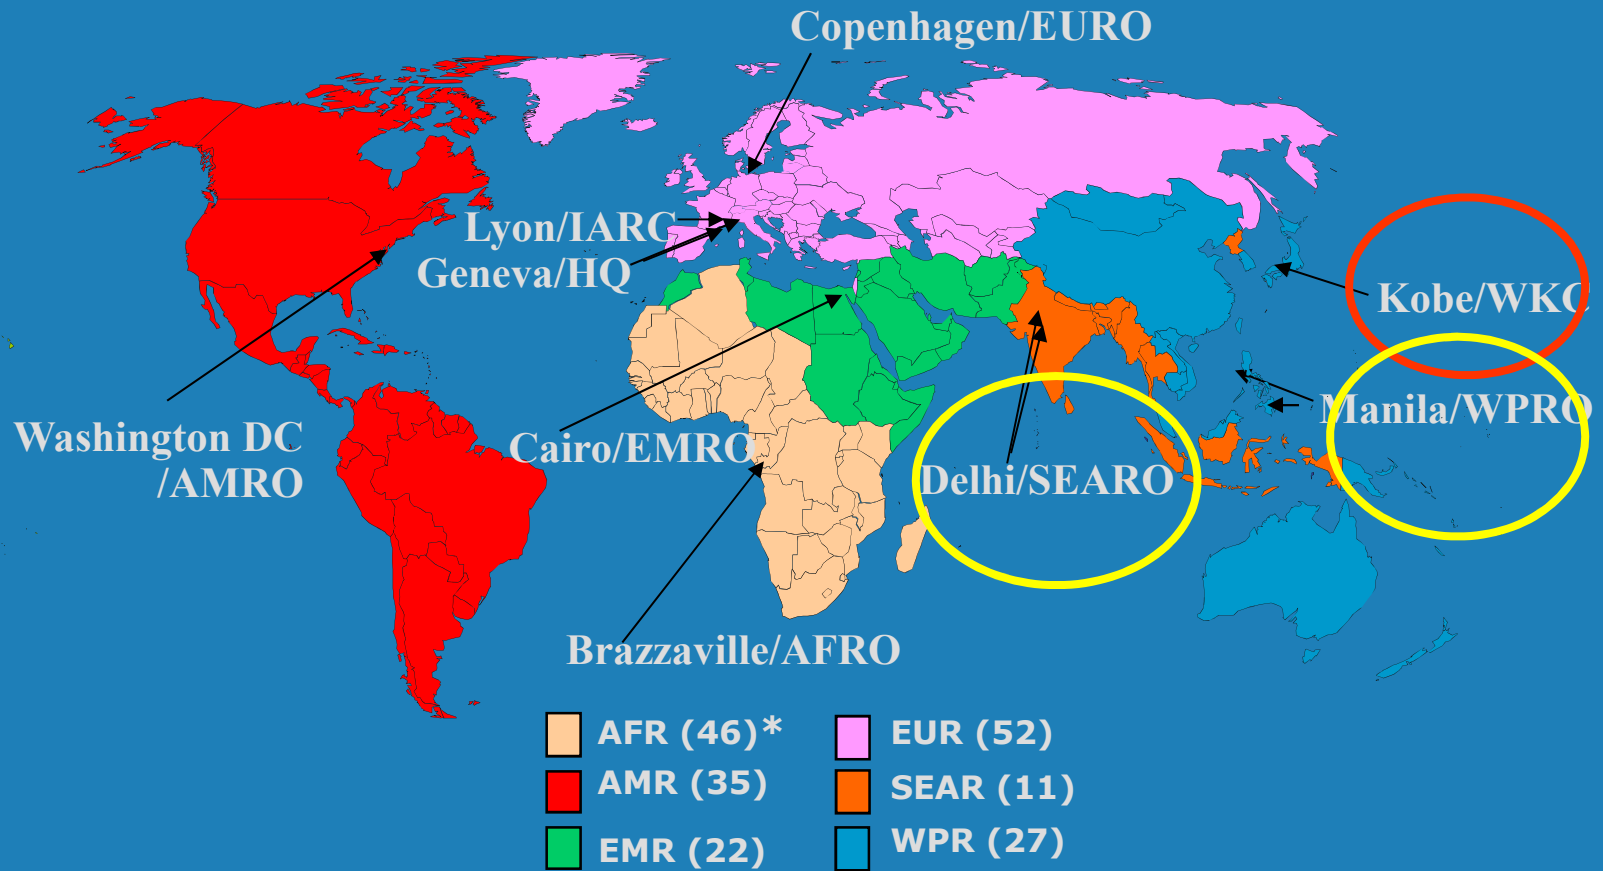 Copenhagen/EURO
Lyon/IARC
Geneva/HQ
Kobe/WKC
Manila/WPRO
Washington DC
/AMRO
Cairo/EMRO
Delhi/SEARO
Brazzaville/AFRO
AFR (46)*
AMR (35)
EMR (22)
EUR (52)
SEAR (11)
WPR (27)